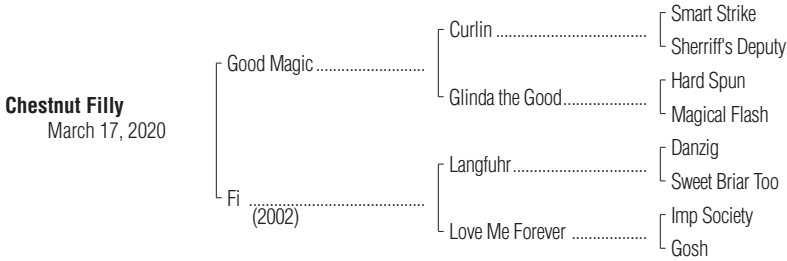 Chestnut Filly
March 17, 2020
Good Magic ........................
Fi .......................................
(2002)
Curlin ..................................
Glinda the Good...................
Langfuhr..............................
Love Me Forever .................
Smart Strike
Sherriff's Deputy
Hard Spun
Magical Flash
Danzig
Sweet Briar Too
Imp Society
Gosh